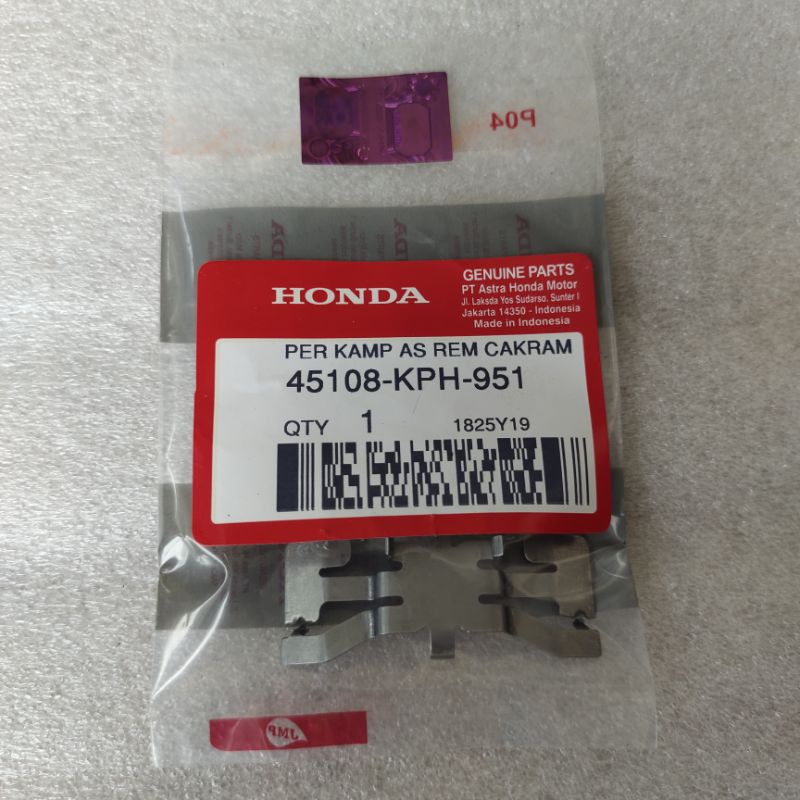 P04
HONDA
GENUINE PARTS
PT Astra Honda Motor
Jl. Laksda Yos Sudarso, Sunter I
Jakarta 14350 - Indonesia
Made in Indonesia
PER KAMP AS REM CAKRAM
45108-KPH-951
QTY 1 1825Y19
JMP